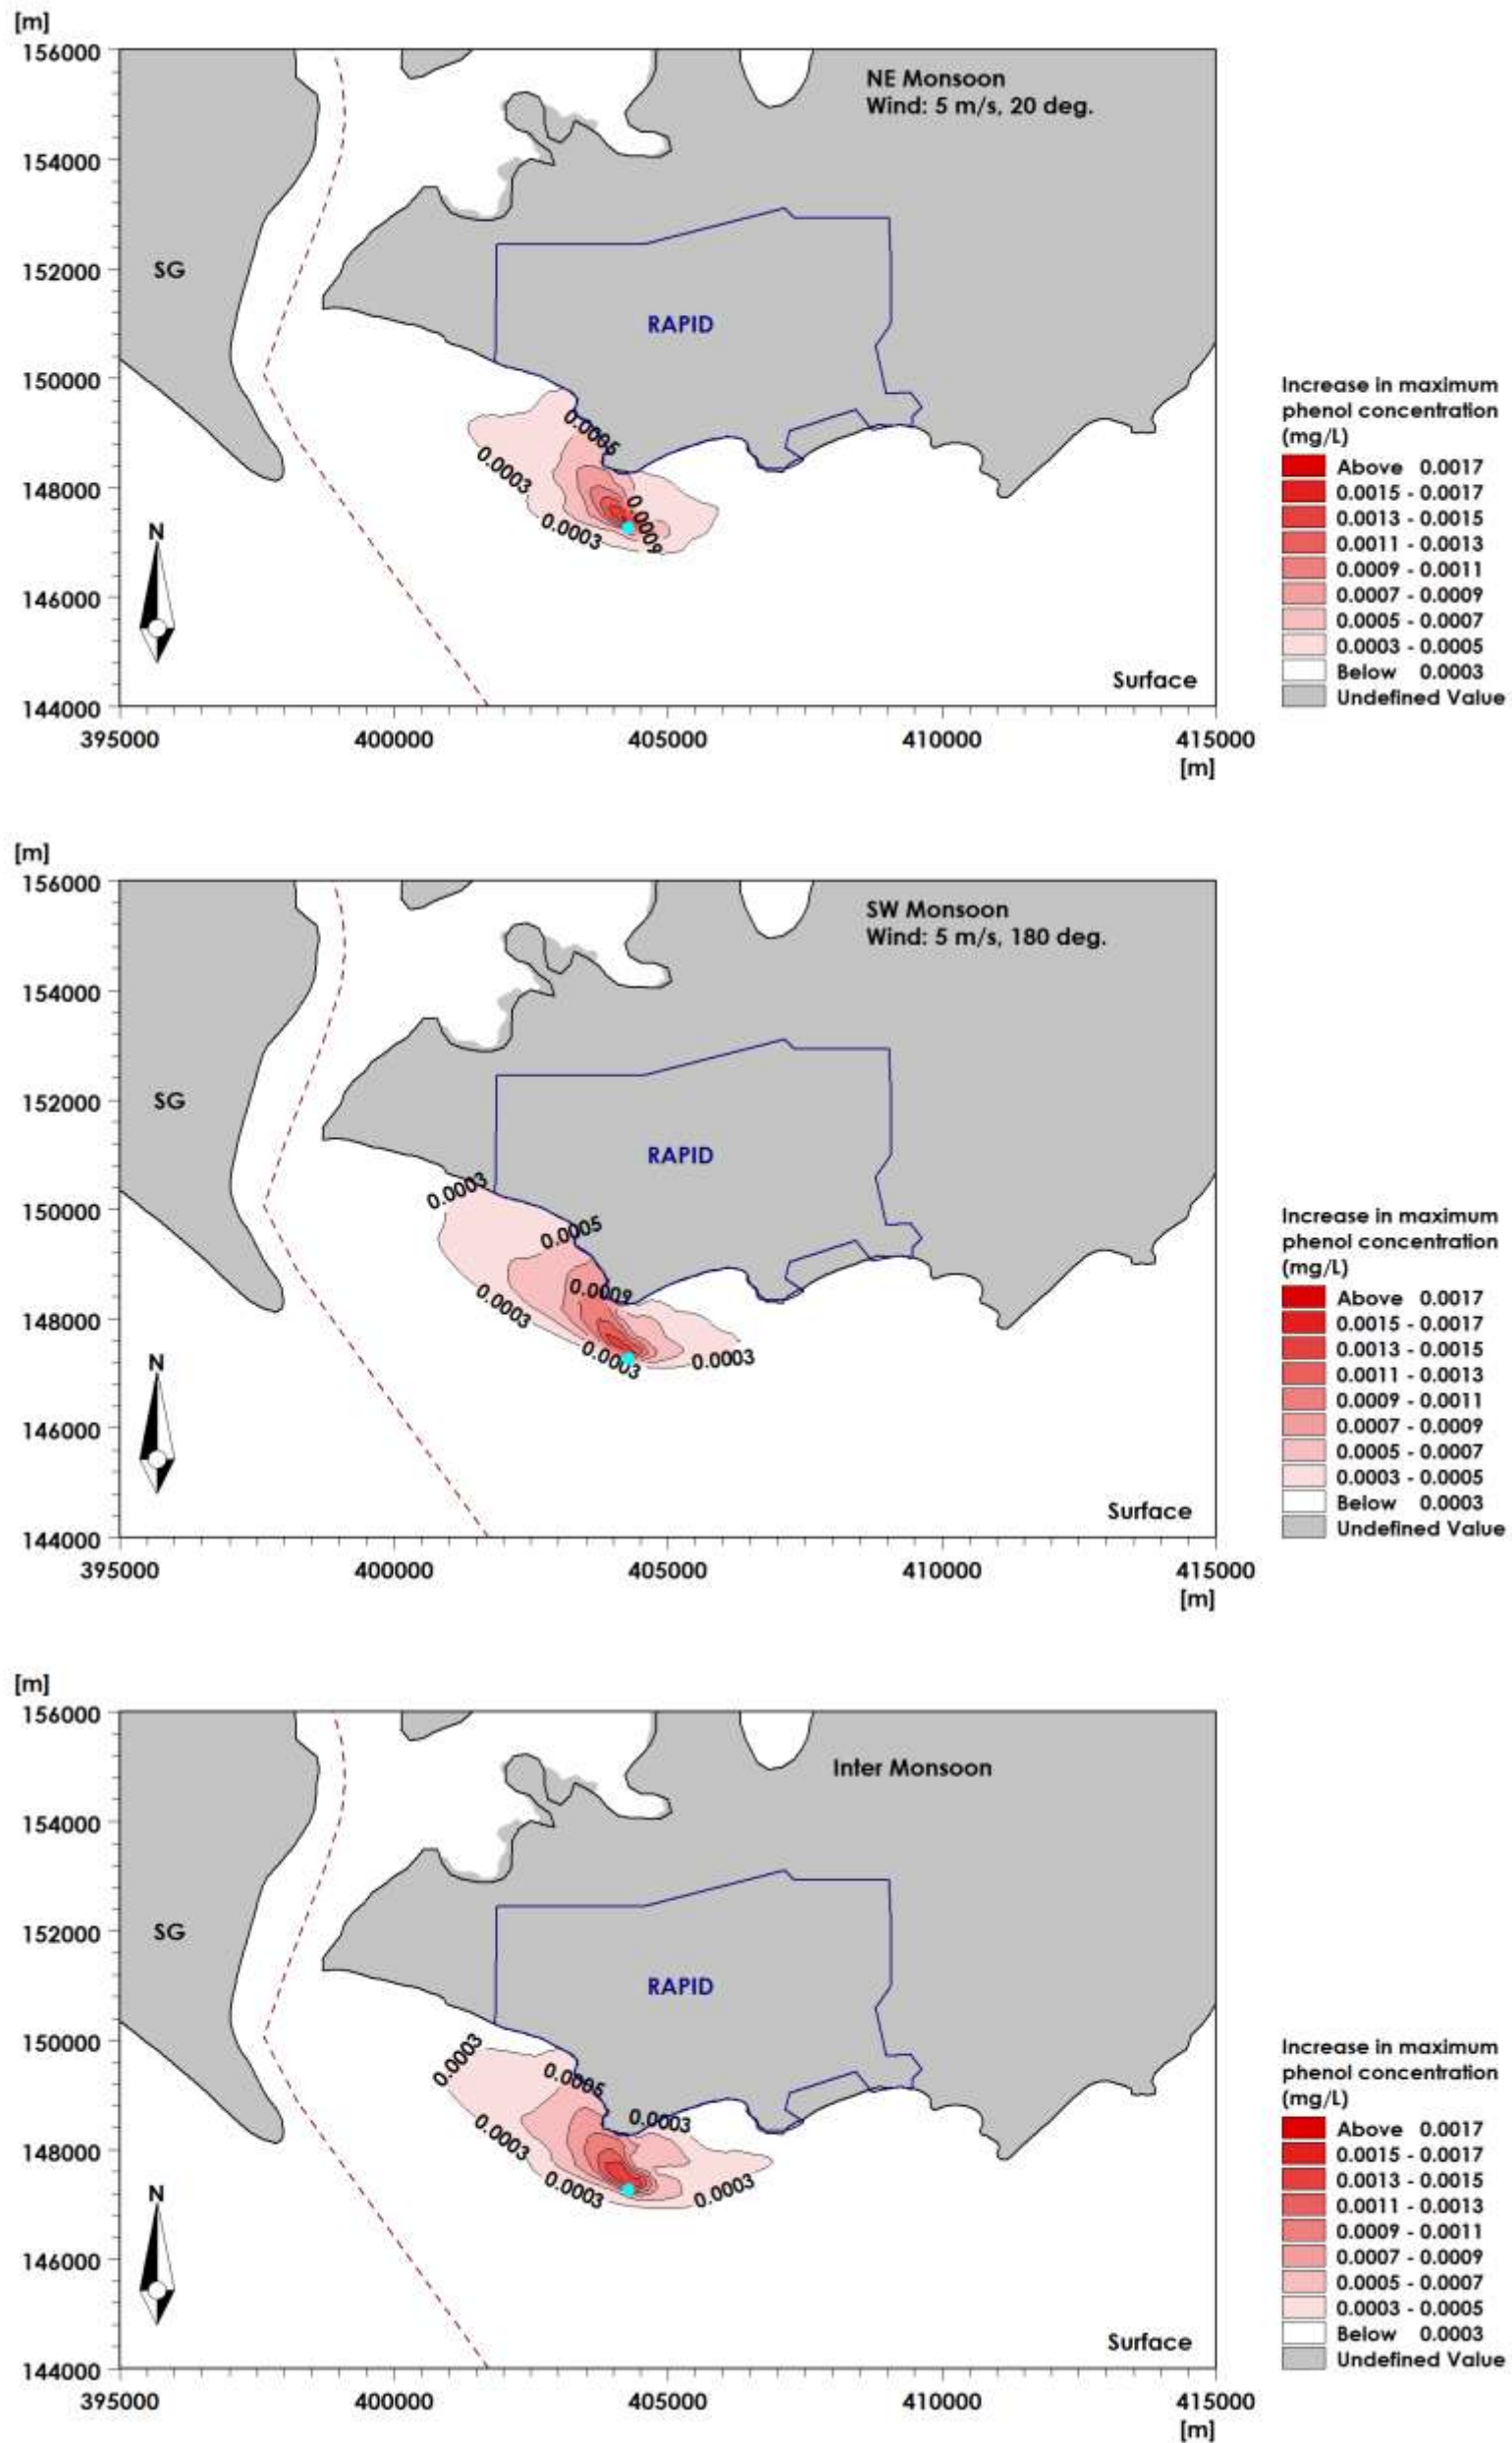 [m]
156000
154000
152000
150000
148000
146000
144000
395000 400000 405000 410000 415000
[m]
NE Monsoon
Wind: 5 m/s, 20 deg.
SG
RAPID
0.0005
0.0003
0.0009
0.0003
N
Surface
Increase in maximum
phenol concentration
(mg/L)
Above 0.0017
0.0015 - 0.0017
0.0013 - 0.0015
0.0011 - 0.0013
0.0009 - 0.0011
0.0007 - 0.0009
0.0005 - 0.0007
0.0003 - 0.0005
Below 0.0003
Undefined Value
[m]
156000
154000
152000
150000
148000
146000
144000
395000 400000 405000 410000 415000
[m]
SW Monsoon
Wind: 5 m/s, 180 deg.
SG
RAPID
0.0003
0.0005
0.0009
0.0003
0.0003
0.0003
N
Surface
Increase in maximum
phenol concentration
(mg/L)
Above 0.0017
0.0015 - 0.0017
0.0013 - 0.0015
0.0011 - 0.0013
0.0009 - 0.0011
0.0007 - 0.0009
0.0005 - 0.0007
0.0003 - 0.0005
Below 0.0003
Undefined Value
[m]
156000
154000
152000
150000
148000
146000
144000
395000 400000 405000 410000 415000
[m]
Inter Monsoon
SG
RAPID
0.0003
0.0005
0.0003
0.0003
0.0003
0.0003
N
Surface
Increase in maximum
phenol concentration
(mg/L)
Above 0.0017
0.0015 - 0.0017
0.0013 - 0.0015
0.0011 - 0.0013
0.0009 - 0.0011
0.0007 - 0.0009
0.0005 - 0.0007
0.0003 - 0.0005
Below 0.0003
Undefined Value